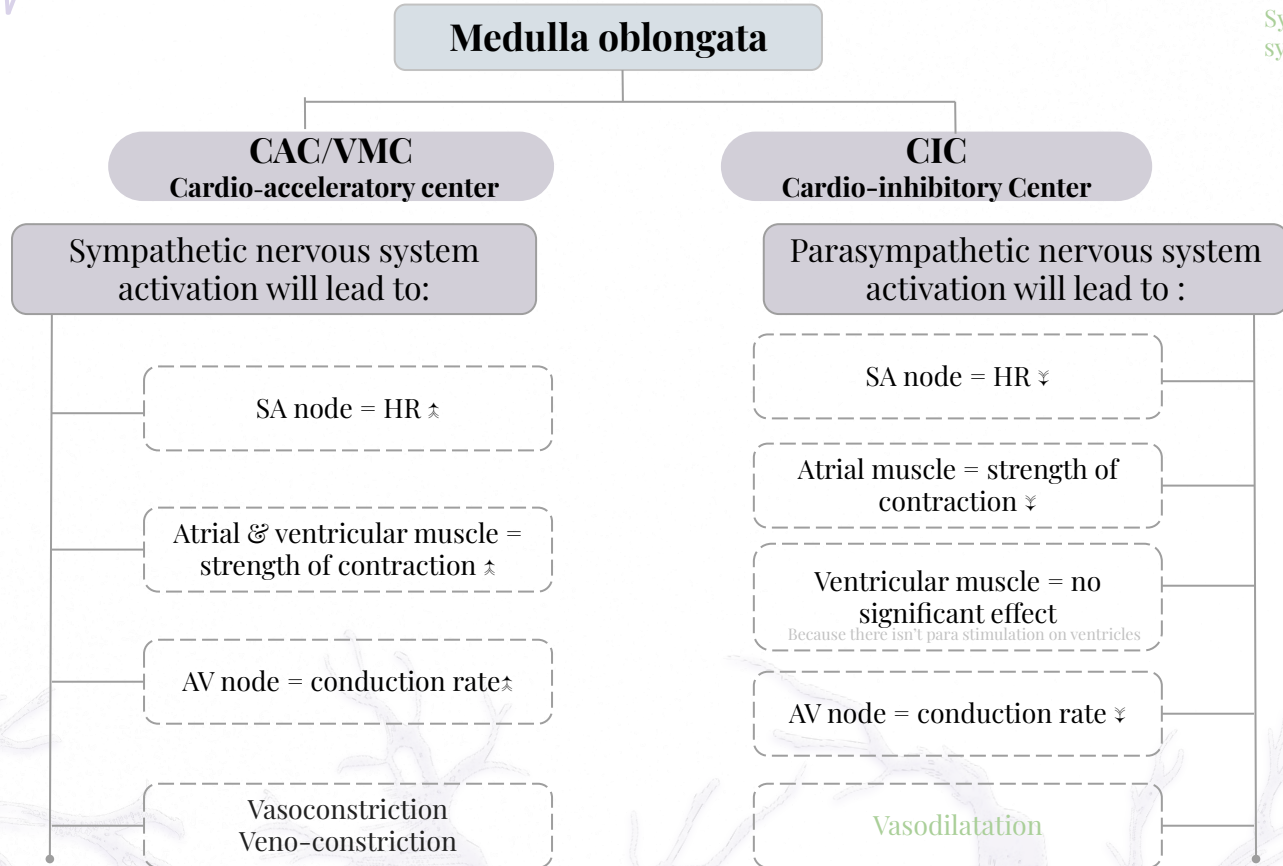 Medulla oblongata
Sy
sy
CAC/VMC
Cardio-acceleratory center
CIC
Cardio-inhibitory Center
Sympathetic nervous system
activation will lead to:
SA node = HR ⯭
Atrial & ventricular muscle =
strength of contraction ⯭
AV node = conduction rate⯭
Vasoconstriction
Veno-constriction
Parasympathetic nervous system
activation will lead to :
SA node = HR ⯯
Atrial muscle = strength of
contraction ⯯
Ventricular muscle = no
significant effect
Because there isn't para stimulation on ventricles
AV node = conduction rate ⯯
Vasodilatation